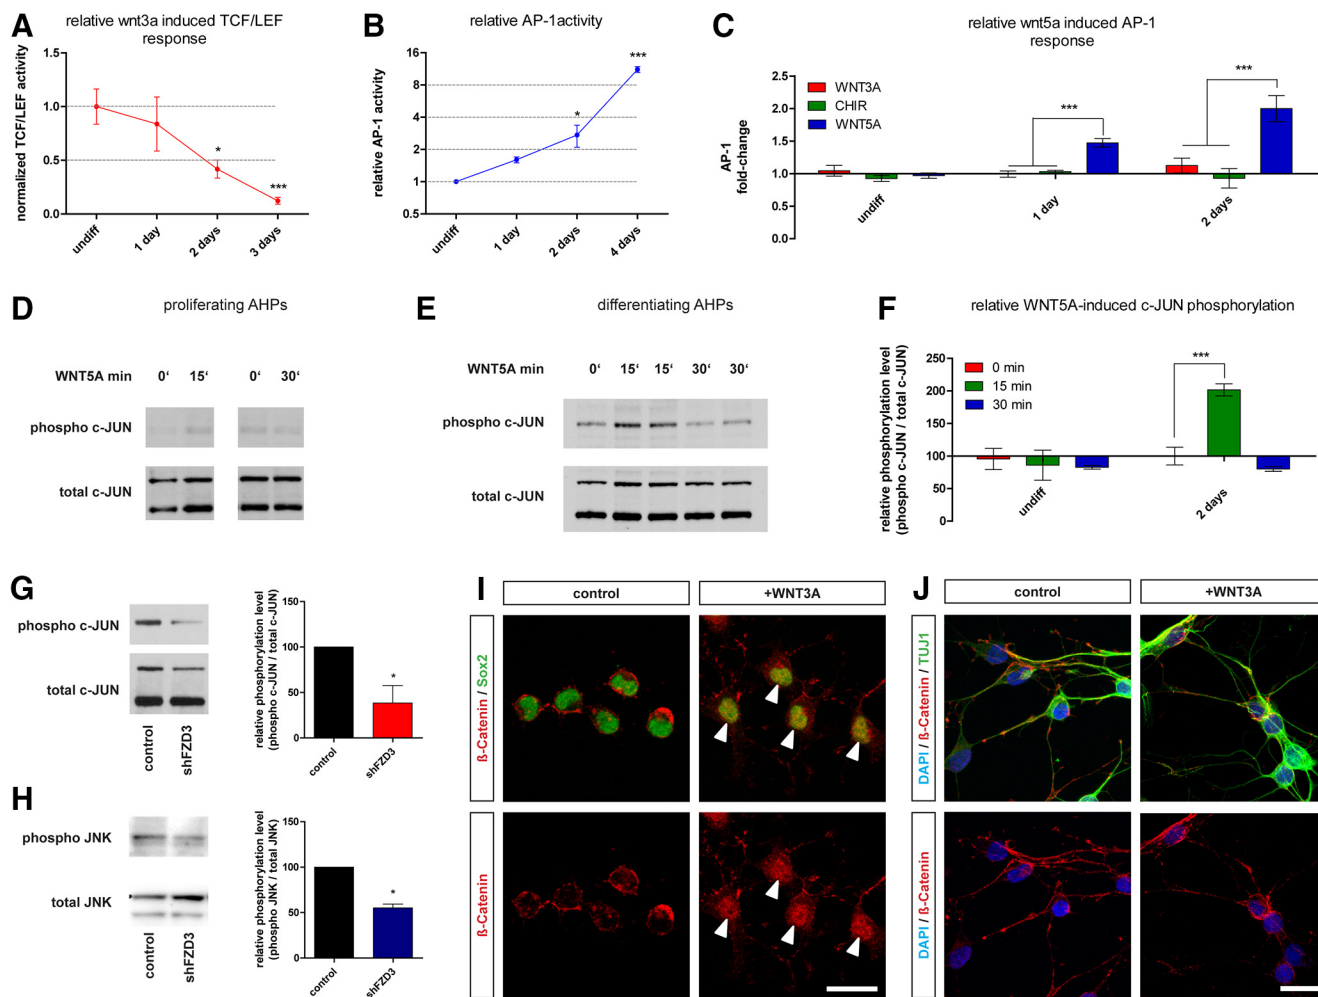 A
relative wnt3a induced TCF/LEF
response
normalized TCF/LEF activity
1.5
1.0
0.5
0.0
*
***
undiff
1 day
2 days
3 days
B
relative AP-1activity
relative AP-1 activity
16
8
4
2
1
0.5
*
***
undiff
1 day
2 days
4 days
C
relative wnt5a induced AP-1
response
AP-1
fold-change
2.5
2.0
1.5
1.0
0.5
0.0
WNT3A
CHIR
WNT5A
***
***
undiff
1 day
2 days
D
proliferating AHPs
WNT5A min 0‘ 15‘ 0‘ 30‘
phospho c-JUN
total c-JUN
E
differentiating AHPs
WNT5A min 0‘ 15‘ 15‘ 30‘ 30‘
phospho c-JUN
total c-JUN
F
relative WNT5A-induced c-JUN phosphorylation
relative phosphorylation level
(phospho c-JUN / total c-JUN)
250
200
150
100
50
0
0 min
15 min
30 min
***
undiff
2 days
G
phospho c-JUN
total c-JUN
control
shFZD3
relative phosphorylation level
(phospho c-JUN / total c-JUN)
150
100
50
0
*
control
shFZD3
H
phospho JNK
total JNK
control
shFZD3
relative phosphorylation level
(phospho JNK / total JNK)
150
100
50
0
*
control
shFZD3
I
control
+WNT3A
ß-Catenin / Sox2
ß-Catenin
J
control
+WNT3A
DAPI / ß-Catenin / TUJ1
DAPI / ß-Catenin